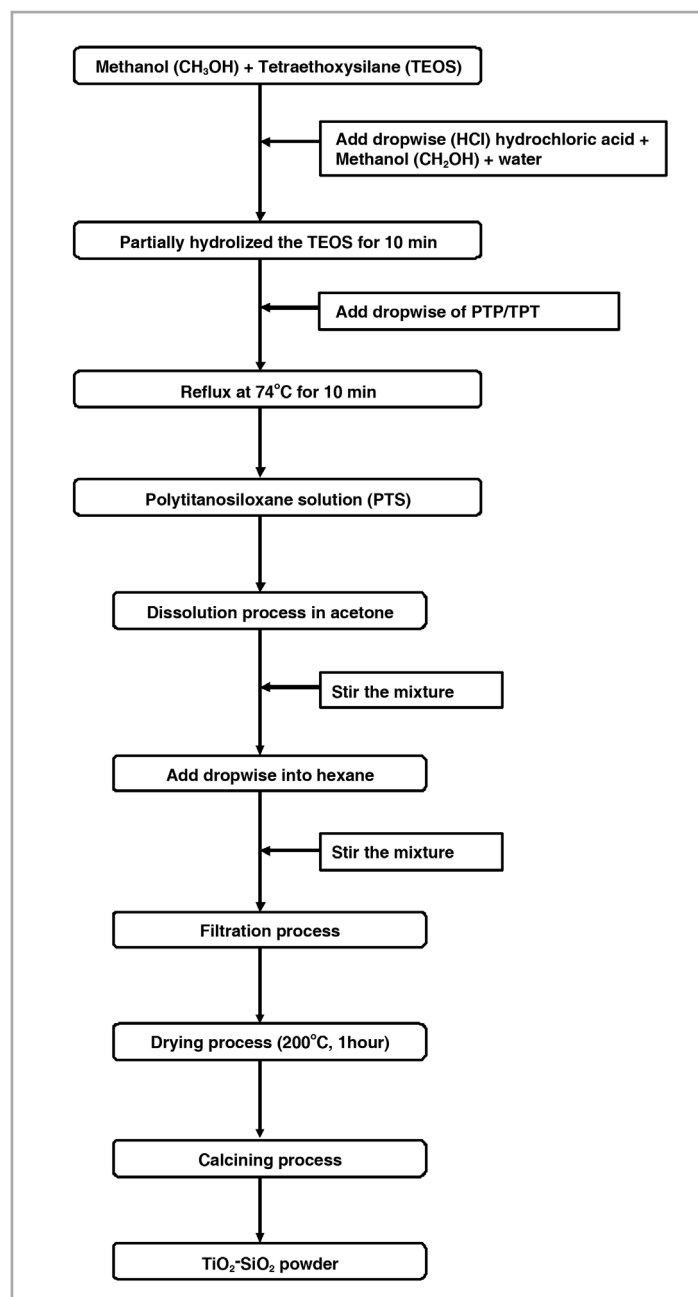 Methanol (CH₃OH) + Tetraethoxysilane (TEOS)
Add dropwise (HCl) hydrochloric acid +
Methanol (CH₂OH) + water
Partially hydrolized the TEOS for 10 min
Add dropwise of PTP/TPT
Reflux at 74°C for 10 min
Polytitanosiloxane solution (PTS)
Dissolution process in acetone
Stir the mixture
Add dropwise into hexane
Stir the mixture
Filtration process
Drying process (200°C, 1hour)
Calcining process
TiO₂-SiO₂ powder